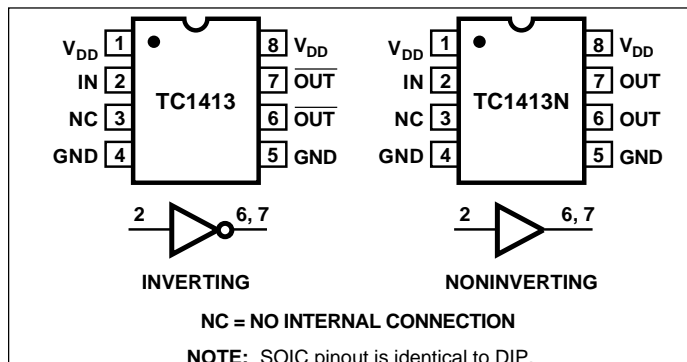 V_DD 1 8 V_DD V_DD 1 8 V_DD
IN 2 7 OUT IN 2 7 OUT
TC1413 TC1413N
NC 3 6 OUT NC 3 6 OUT
GND 4 5 GND GND 4 5 GND
2 6, 7 2 6, 7
INVERTING NONINVERTING
NC = NO INTERNAL CONNECTION
NOTE: SOIC pinout is identical to DIP.